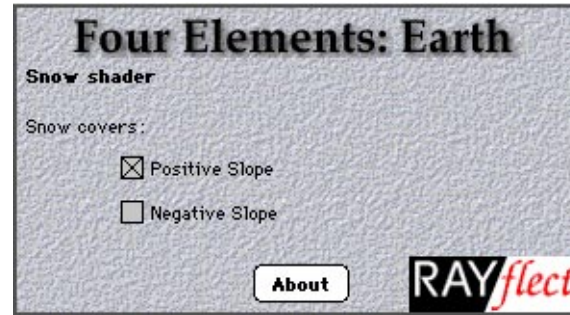 Four Elements: Earth
Snow shader
Snow covers:
Positive Slope
Negative Slope
About
RAYflect